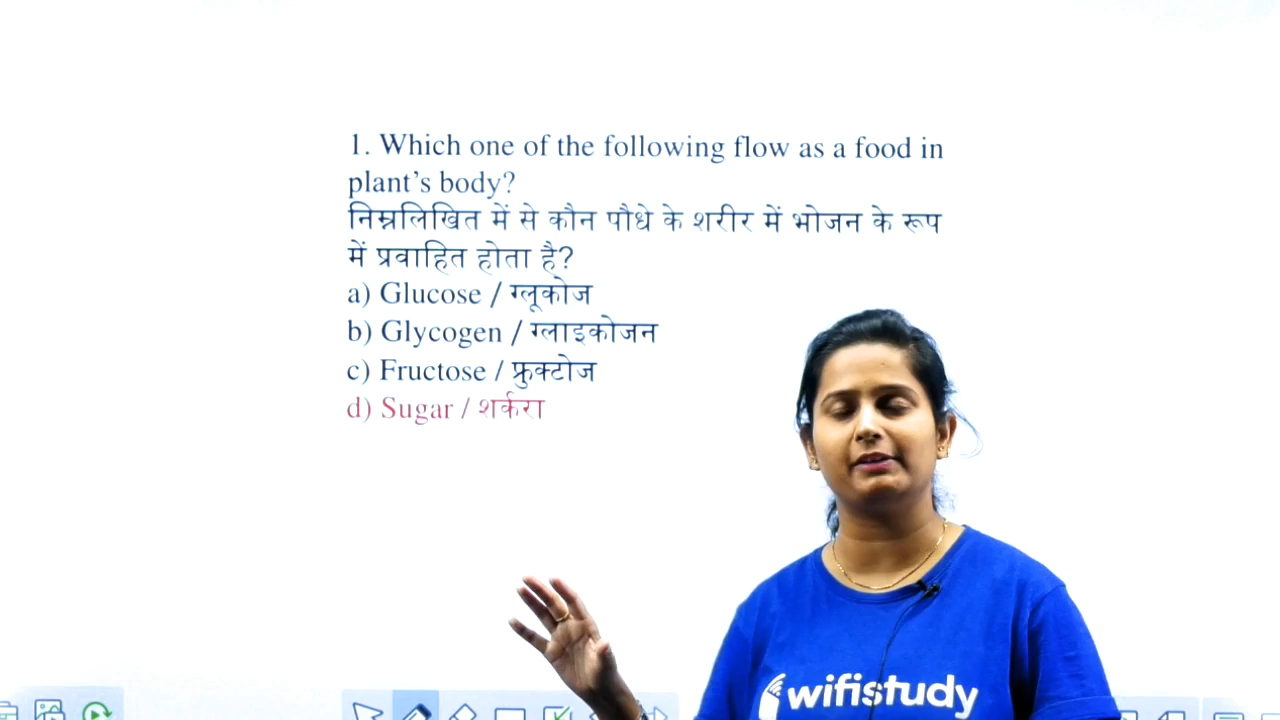 1. Which one of the following flow as a food in
plant's body?
निम्नलिखित में से कौन पौधे के शरीर में भोजन के रूप
में प्रवाहित होता है?
a) Glucose / ग्लूकोज
b) Glycogen / ग्लाइकोजन
c) Fructose / फ्रुक्टोज
d) Sugar / शर्करा
wifistudy